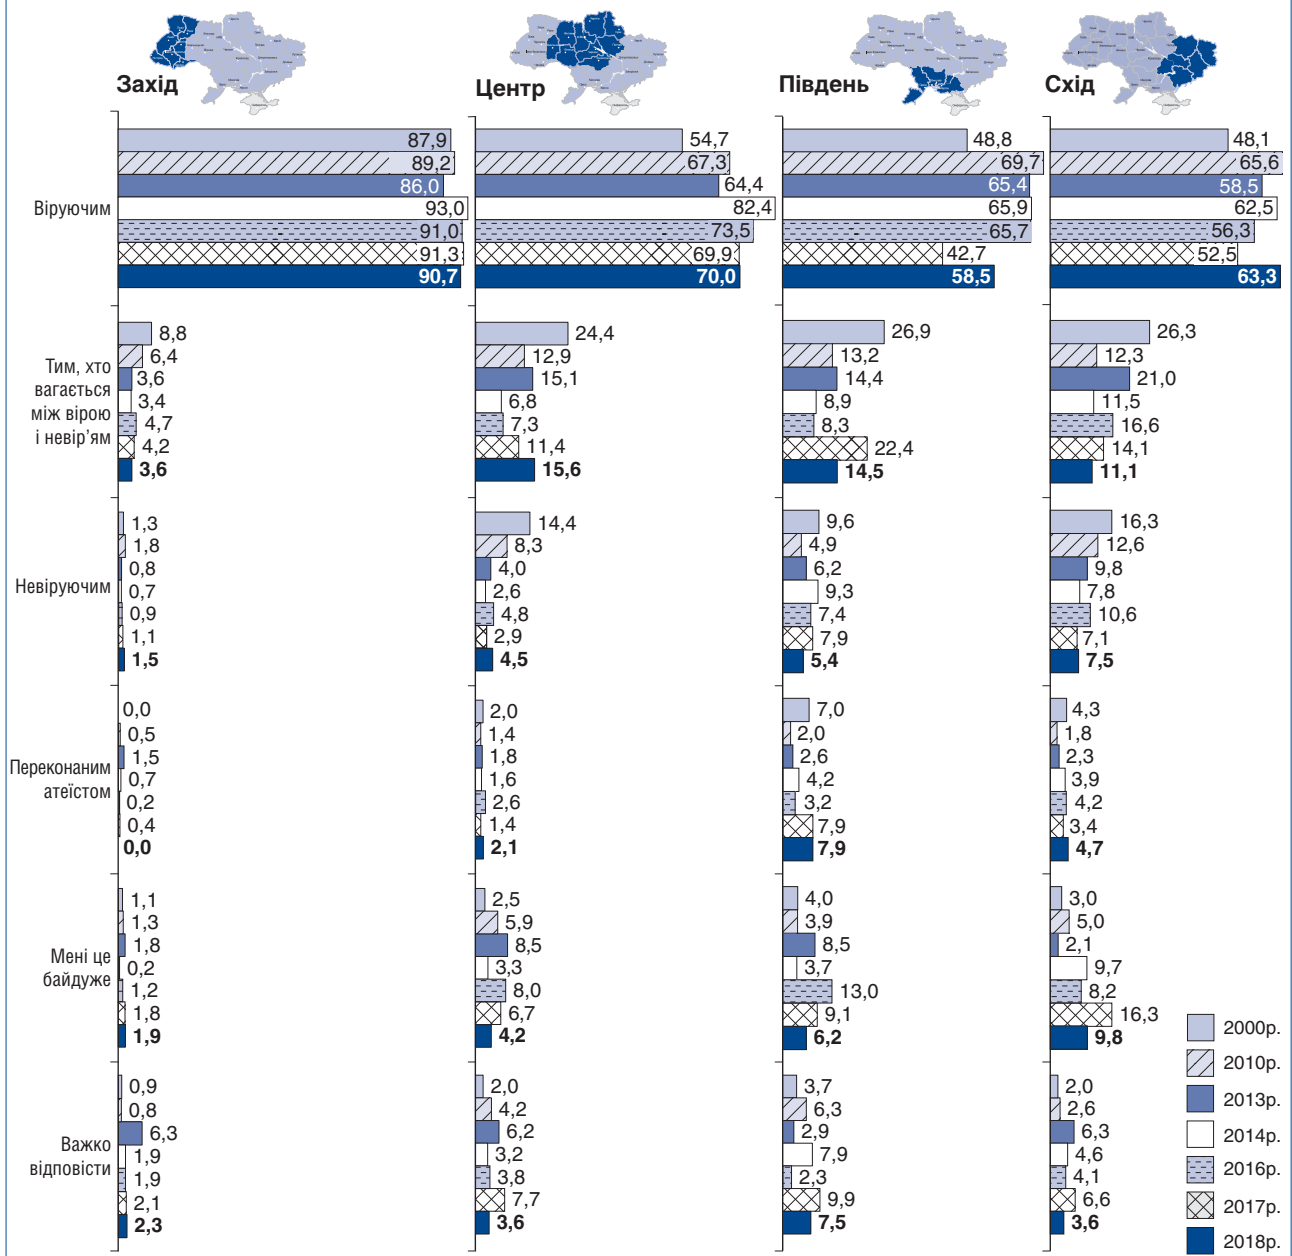 Захід Центр Південь Схід
Віруючим
87,9 54,7 48,8 48,1
89,2 67,3 69,7 65,6
86,0 64,4 65,4 58,5
93,0 82,4 65,9 62,5
91,0 73,5 65,7 56,3
91,3 69,9 42,7 52,5
90,7 70,0 58,5 63,3
Тим, хто
вагається
між вірою
і невір’ям
8,8 24,4 26,9 26,3
6,4 12,9 13,2 12,3
3,6 15,1 14,4 21,0
3,4 6,8 8,9 11,5
4,7 7,3 8,3 16,6
4,2 11,4 22,4 14,1
3,6 15,6 14,5 11,1
Невіруючим
1,3 14,4 9,6 16,3
1,8 8,3 4,9 12,6
0,8 4,0 6,2 9,8
0,7 2,6 9,3 7,8
0,9 4,8 7,4 10,6
1,1 2,9 7,9 7,1
1,5 4,5 5,4 7,5
Переконаним
атеїстом
0,0 2,0 7,0 4,3
0,5 1,4 2,0 1,8
1,5 1,8 2,6 2,3
0,7 1,6 4,2 3,9
0,2 2,6 3,2 4,2
0,4 1,4 7,9 3,4
0,0 2,1 7,9 4,7
Мені це
байдуже
1,1 2,5 4,0 3,0
1,3 5,9 3,9 5,0
1,8 8,5 8,5 2,1
0,2 3,3 3,7 9,7
1,2 8,0 13,0 8,2
1,8 6,7 9,1 16,3
1,9 4,2 6,2 9,8
Важко
відповісти
0,9 2,0 3,7 2,0
0,8 4,2 6,3 2,6
6,3 6,2 2,9 6,3
1,9 3,2 7,9 4,6
1,9 3,8 2,3 4,1
2,1 7,7 9,9 6,6
2,3 3,6 7,5 3,6
2000р.
2010р.
2013р.
2014р.
2016р.
2017р.
2018р.